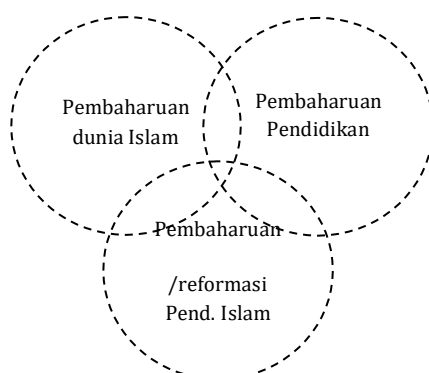 Pembaharuan
dunia Islam
Pembaharuan
Pendidikan
Pembaharuan
/reformasi
Pend. Islam